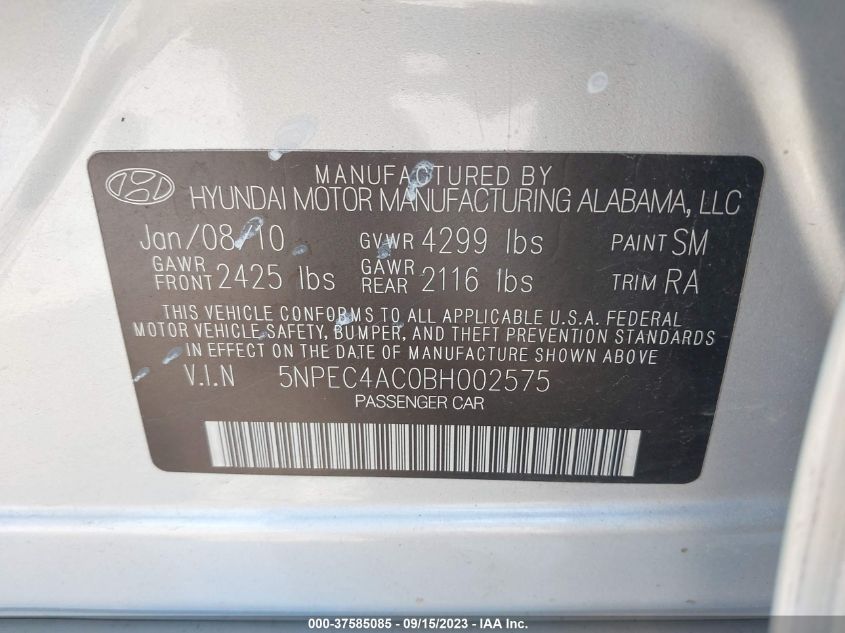 MANUFACTURED BY
HYUNDAI MOTOR MANUFACTURING ALABAMA, LLC
Jan/08/10 GVWR 4299 lbs PAINT SM
GAWR FRONT 2425 lbs GAWR REAR 2116 lbs TRIM RA
THIS VEHICLE CONFORMS TO ALL APPLICABLE U.S.A. FEDERAL
MOTOR VEHICLE SAFETY, BUMPER, AND THEFT PREVENTION STANDARDS
IN EFFECT ON THE DATE OF MANUFACTURE SHOWN ABOVE
V.I.N 5NPEC4AC0BH002575
PASSENGER CAR
000-37585085 - 09/15/2023 - IAA Inc.